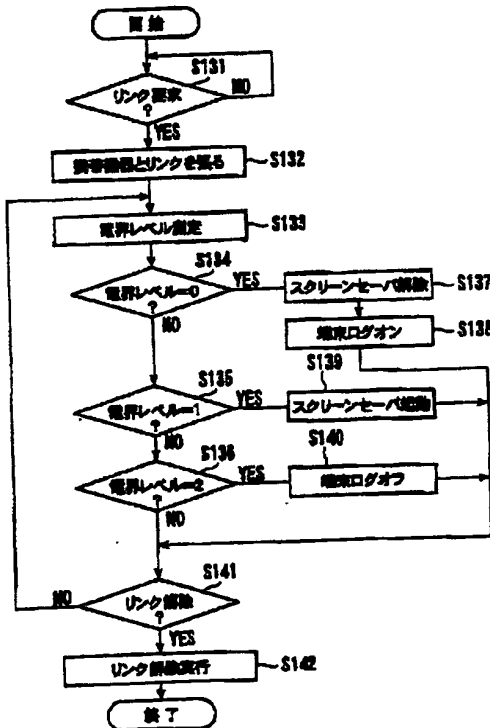 開始
S131
リンク要求
?
NO
YES
携帯機器とリンクを張る
S132
電界レベル測定
S133
S134
電界レベル=0
?
YES
NO
スクリーンセーバ解除
S137
端末ログオン
S138
S135
電界レベル=1
?
YES
NO
S139
スクリーンセーバ起動
S136
電界レベル=2
?
YES
NO
S140
端末ログオフ
S141
リンク解除
?
NO
YES
リンク解除実行
S142
終了